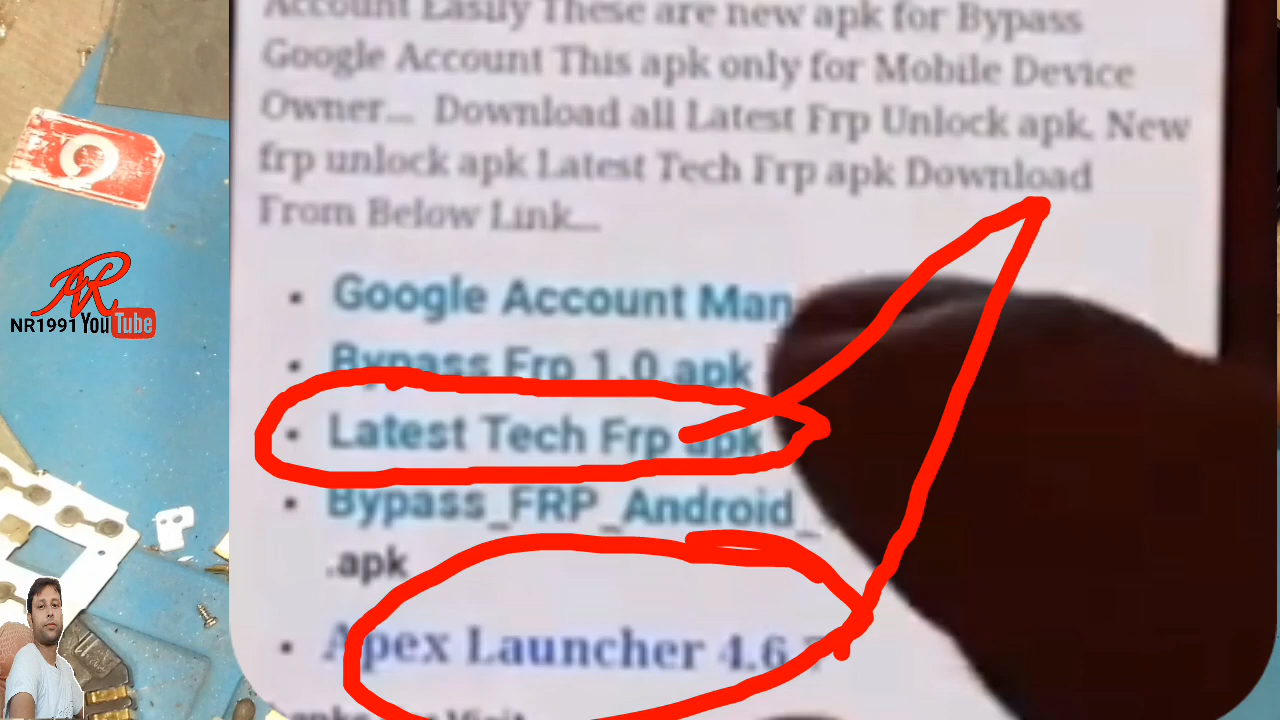 Account Easily These are new apk for Bypass
Google Account This apk only for Mobile Device
Owner... Download all Latest Frp Unlock apk. New
frp unlock apk Latest Tech Frp apk Download
From Below Link...
• Google Account Man
• Bypass Frp 1.0.apk
• Latest Tech Frp apk
• Bypass_FRP_Android_
.apk
• Apex Launcher 4.6
Visit
NR1991 YouTube